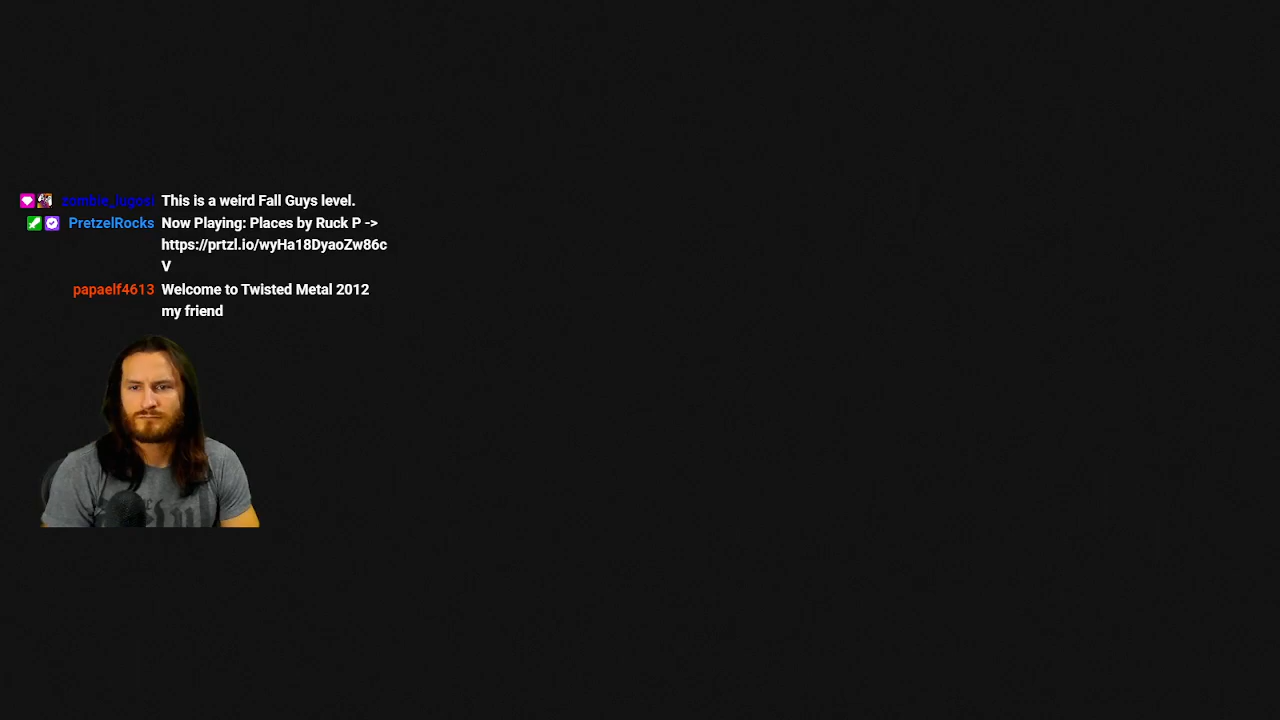 zombie_lugosi This is a weird Fall Guys level.
PretzelRocks Now Playing: Places by Ruck P ->
https://prtzl.io/wyHa18DyaoZw86c
V
papaelf4613 Welcome to Twisted Metal 2012
my friend